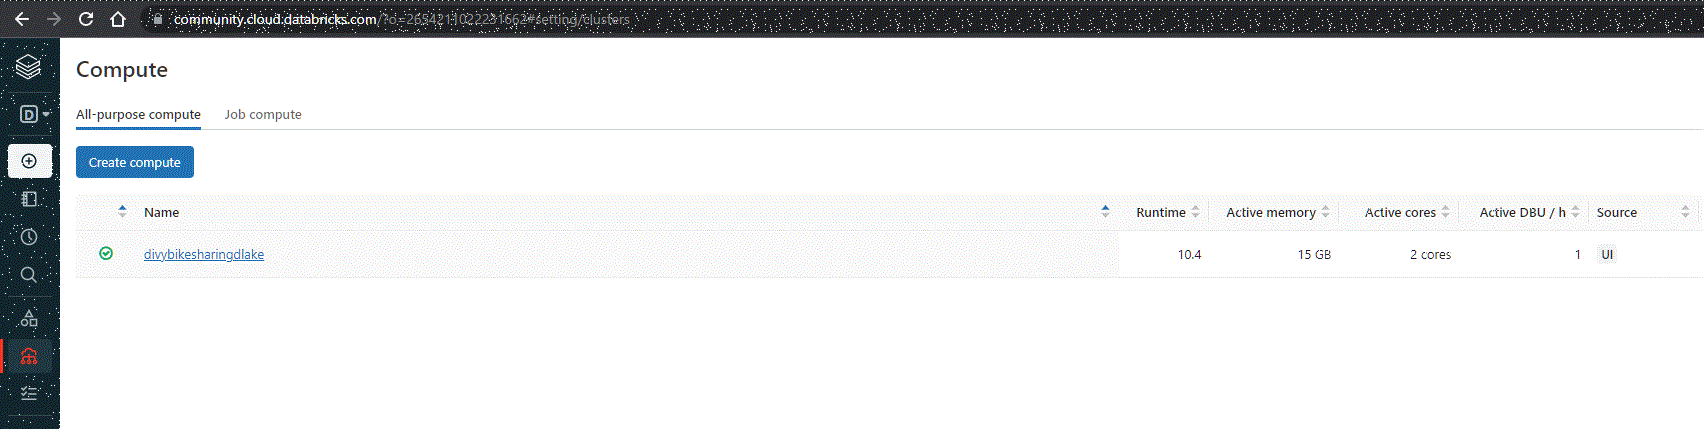 community.cloud.databricks.com/?o=2654211022231662#setting/clusters
Compute
D
All-purpose compute Job compute
Create compute
Name Runtime Active memory Active cores Active DBU / h Source
divybikesharingdlake 10.4 15 GB 2 cores 1 UI